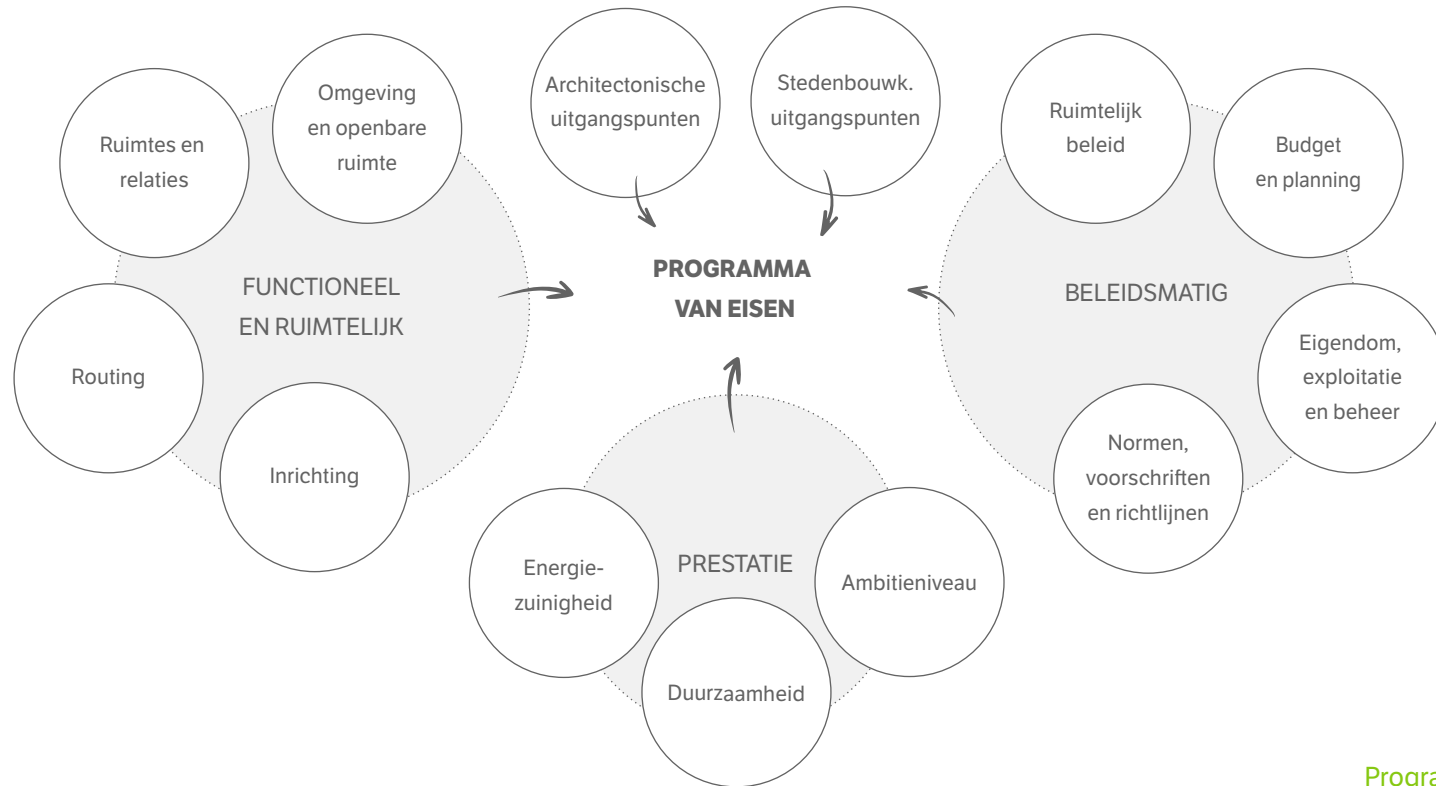 Omgeving
en openbare
ruimte
Ruimtes en
relaties
FUNCTIONEEL
EN RUIMTELIJK
Routing
Inrichting
Architectonische
uitgangspunten
Stedenbouwk.
uitgangspunten
PROGRAMMA
VAN EISEN
Ruimtelijk
beleid
Budget
en planning
BELEIDSMATIG
Eigendom,
exploitatie
en beheer
Normen,
voorschriften
en richtlijnen
PRESTATIE
Energie-
zuinigheid
Duurzaamheid
Ambitieniveau
Progra